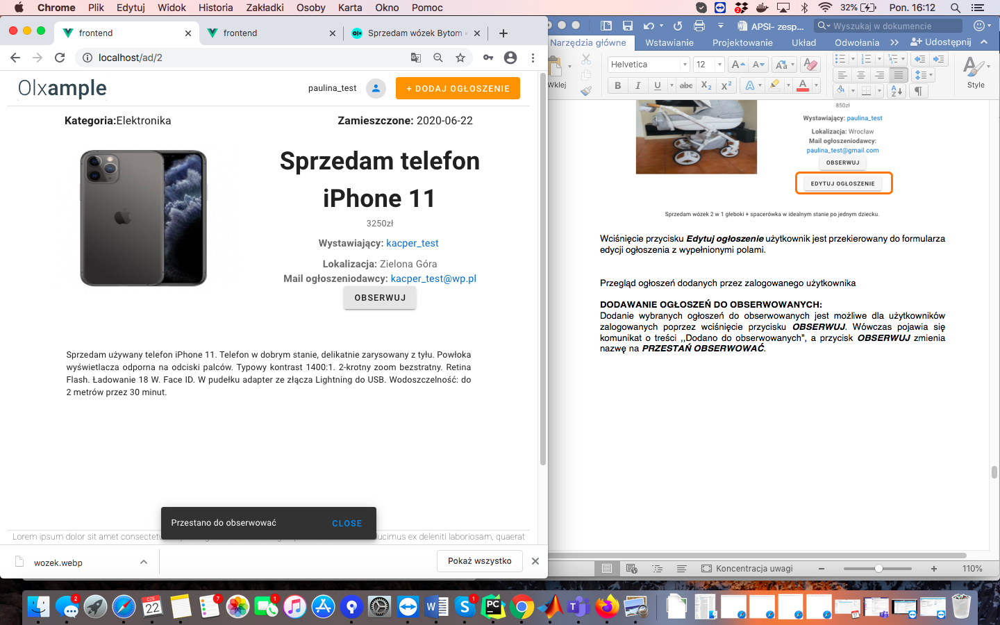 Chrome Plik Edytuj Widok Historia Zakładki Osoby Karta Okno Pomoc 32% Pon. 16:12
frontend
frontend
Sprzedam wózek Bytom
localhost/ad/2
Olxample
paulina_test
+ DODAJ OGŁOSZENIE
Kategoria:Elektronika
Zamieszczone: 2020-06-22
Sprzedam telefon
iPhone 11
3250zł
Wystawiający: kacper_test
Lokalizacja: Zielona Góra
Mail ogłoszeniodawcy: kacper_test@wp.pl
OBSERWUJ
Sprzedam używany telefon iPhone 11. Telefon w dobrym stanie, delikatnie zarysowany z tyłu. Powłoka
wyświetlacza odporna na odciski palców. Typowy kontrast 1400:1. 2-krotny zoom bezstratny. Retina
Flash. Ładowanie 18 W. Face ID. W pudełku adapter ze złącza Lightning do USB. Wodoszczelność: do
2 metrów przez 30 minut.
Przestano do obserwować
CLOSE
Lorem ipsum dolor sit amet consectetu
ducimus ex deleniti laboriosam, quaerat
wozek.webp
Pokaż wszystko
APSI- zesp...
Wyszukaj w dokumencie
Narzędzia główne Wstawianie Projektowanie Układ Odwołania Udostępnij
Wklej
Helvetica
12
Style
850zł
Wystawiający: paulina_test
Lokalizacja: Wrocław
Mail ogłoszeniodawcy:
paulina_test@gmail.com
OBSERWUJ
EDYTUJ OGŁOSZENIE
Sprzedam wózek 2 w 1 głeboki + spacerówka w idealnym stanie po jednym dziecku.
Wciśnięcie przycisku Edytuj ogłoszenie użytkownik jest przekierowany do formularza
edycji ogłoszenia z wypełnionymi polami.
Przegląd ogłoszeń dodanych przez zalogowanego użytkownika
DODAWANIE OGŁOSZEŃ DO OBSERWOWANYCH:
Dodanie wybranych ogłoszeń do obserwowanych jest możliwe dla użytkowników
zalogowanych poprzez wciśnięcie przycisku OBSERWUJ. Wówczas pojawia się
komunikat o treści ,,Dodano do obserwowanych”, a przycisk OBSERWUJ zmienia
nazwę na PRZESTAŃ OBSERWOWAĆ.
Koncentracja uwagi
110%
2
CZE
22
7
1
1
PC
17